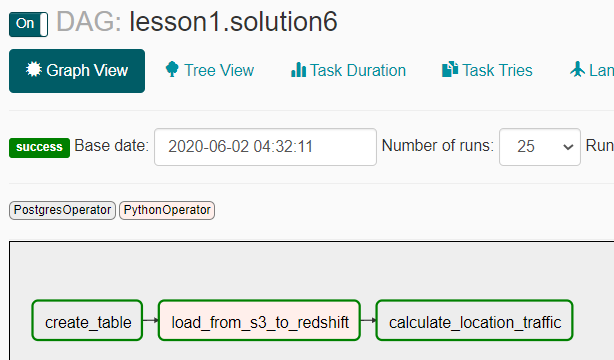 On DAG: lesson1.solution6
Graph View Tree View Task Duration Task Tries Lan
success Base date: 2020-06-02 04:32:11 Number of runs: 25 Run
PostgresOperator PythonOperator
create_table load_from_s3_to_redshift calculate_location_traffic